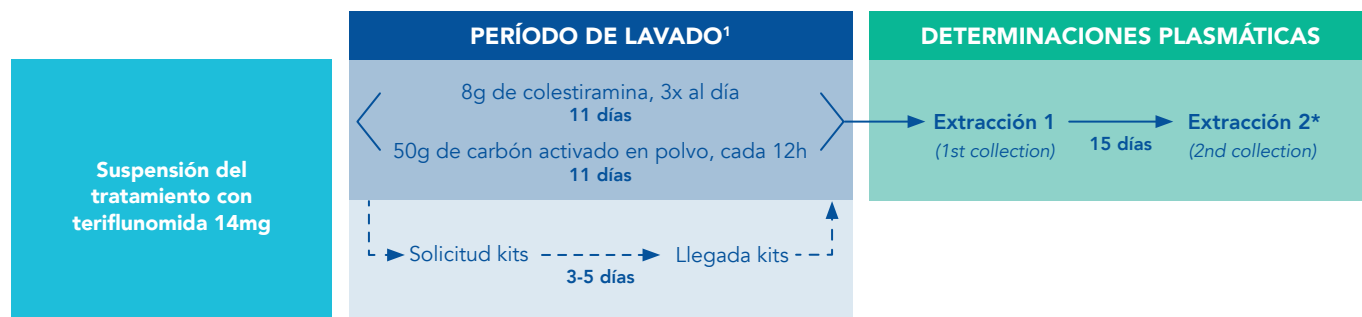 Suspensión del
tratamiento con
teriflunomida 14mg
PERÍODO DE LAVADO¹
8g de colestiramina, 3x al día
11 días
50g de carbón activado en polvo, cada 12h
11 días
Solicitud kits
3-5 días
Llegada kits
DETERMINACIONES PLASMÁTICAS
Extracción 1
(1st collection)
15 días
Extracción 2*
(2nd collection)